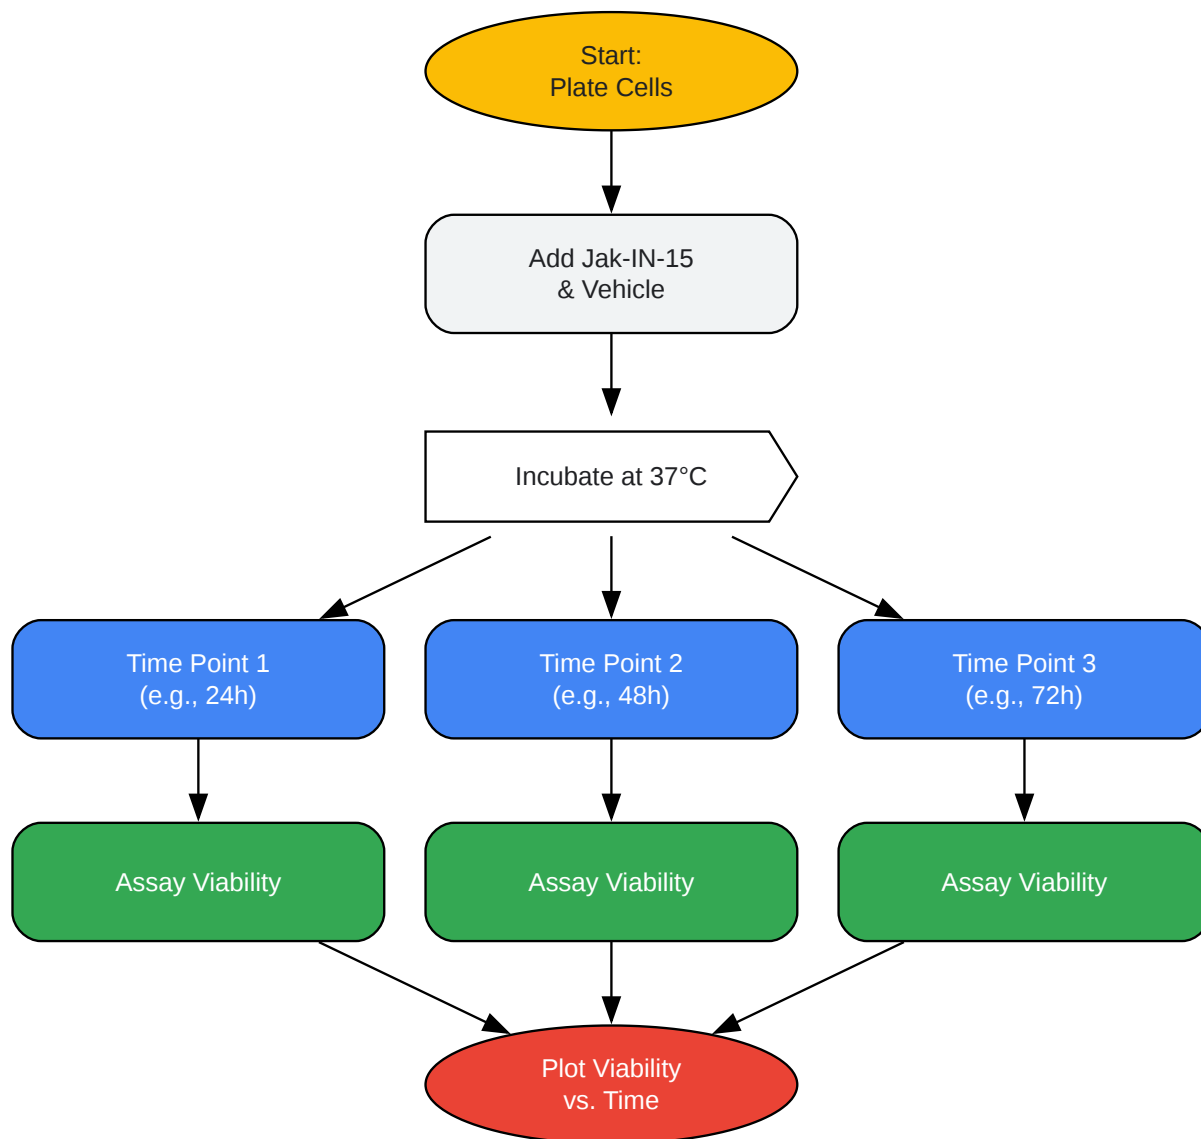 Start:
Plate Cells
Add Jak-IN-15
& Vehicle
Incubate at 37°C
Time Point 1
(e.g., 24h)
Time Point 2
(e.g., 48h)
Time Point 3
(e.g., 72h)
Assay Viability
Assay Viability
Assay Viability
Plot Viability
vs. Time